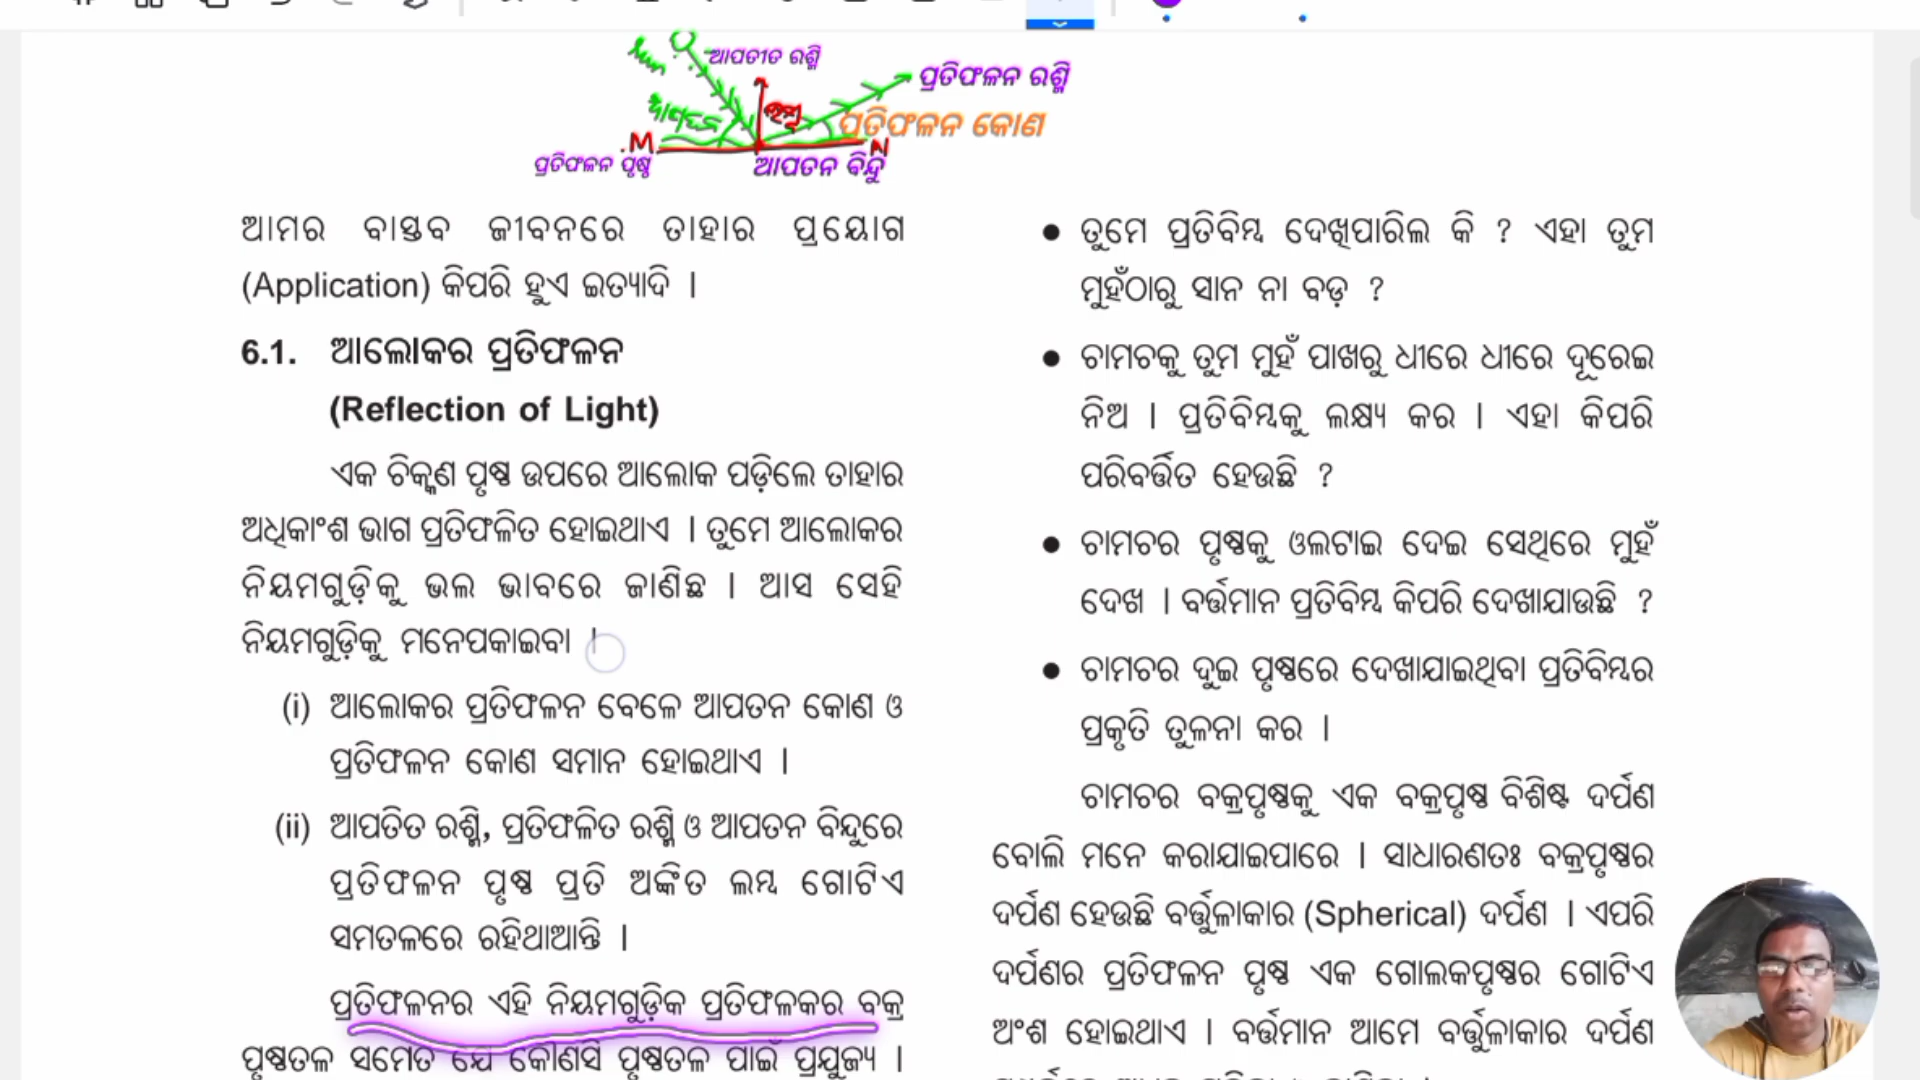 ଆପତୀତ ରଶ୍ମି
ପ୍ରତିଫଳନ ରଶ୍ମି
ଲମ୍ବ
ପ୍ରତିଫଳନ କୋଣ
M
N
ପ୍ରତିଫଳନ ପୃଷ୍ଠ
ଆପତନ ବିନ୍ଦୁ
ଆମର ବାସ୍ତବ ଜୀବନରେ ତାହାର ପ୍ରୟୋଗ
(Application) କିପରି ହୁଏ ଇତ୍ୟାଦି ।
6.1. ଆଲୋକର ପ୍ରତିଫଳନ
(Reflection of Light)
ଏକ ଚିକ୍କଣ ପୃଷ୍ଠ ଉପରେ ଆଲୋକ ପଡ଼ିଲେ ତାହାର
ଅଧିକାଂଶ ଭାଗ ପ୍ରତିଫଳିତ ହୋଇଥାଏ । ତୁମେ ଆଲୋକର
ନିୟମଗୁଡ଼ିକୁ ଭଲ ଭାବରେ ଜାଣିଛ । ଆସ ସେହି
ନିୟମଗୁଡ଼ିକୁ ମନେପକାଇବା ।
(i) ଆଲୋକର ପ୍ରତିଫଳନ ବେଳେ ଆପତନ କୋଣ ଓ
ପ୍ରତିଫଳନ କୋଣ ସମାନ ହୋଇଥାଏ ।
(ii) ଆପତିତ ରଶ୍ମି, ପ୍ରତିଫଳିତ ରଶ୍ମି ଓ ଆପତନ ବିନ୍ଦୁରେ
ପ୍ରତିଫଳନ ପୃଷ୍ଠ ପ୍ରତି ଅଙ୍କିତ ଲମ୍ବ ଗୋଟିଏ
ସମତଳରେ ରହିଥାଆନ୍ତି ।
ପ୍ରତିଫଳନର ଏହି ନିୟମଗୁଡ଼ିକ ପ୍ରତିଫଳକର ବକ୍ର
ପୃଷ୍ଠତଳ ସମେତ ଯେ କୌଣସି ପୃଷ୍ଠତଳ ପାଇଁ ପ୍ରଯୁଜ୍ୟ ।
● ତୁମେ ପ୍ରତିବିମ୍ବ ଦେଖିପାରିଲ କି ? ଏହା ତୁମ
ମୁହଁଠାରୁ ସାନ ନା ବଡ଼ ?
● ଚାମଚକୁ ତୁମ ମୁହଁ ପାଖରୁ ଧୀରେ ଧୀରେ ଦୂରେଇ
ନିଅ । ପ୍ରତିବିମ୍ବକୁ ଲକ୍ଷ୍ୟ କର । ଏହା କିପରି
ପରିବର୍ତ୍ତିତ ହେଉଛି ?
● ଚାମଚର ପୃଷ୍ଠକୁ ଓଲଟାଇ ଦେଇ ସେଥିରେ ମୁହଁ
ଦେଖ । ବର୍ତ୍ତମାନ ପ୍ରତିବିମ୍ବ କିପରି ଦେଖାଯାଉଛି ?
● ଚାମଚର ଦୁଇ ପୃଷ୍ଠରେ ଦେଖାଯାଇଥିବା ପ୍ରତିବିମ୍ବର
ପ୍ରକୃତି ତୁଳନା କର ।
ଚାମଚର ବକ୍ରପୃଷ୍ଠକୁ ଏକ ବକ୍ରପୃଷ୍ଠ ବିଶିଷ୍ଟ ଦର୍ପଣ
ବୋଲି ମନେ କରାଯାଇପାରେ । ସାଧାରଣତଃ ବକ୍ରପୃଷ୍ଠର
ଦର୍ପଣ ହେଉଛି ବର୍ତ୍ତୁଳାକାର (Spherical) ଦର୍ପଣ । ଏପରି
ଦର୍ପଣର ପ୍ରତିଫଳନ ପୃଷ୍ଠ ଏକ ଗୋଲକପୃଷ୍ଠର ଗୋଟିଏ
ଅଂଶ ହୋଇଥାଏ । ବର୍ତ୍ତମାନ ଆମେ ବର୍ତ୍ତୁଳାକାର ଦର୍ପଣ